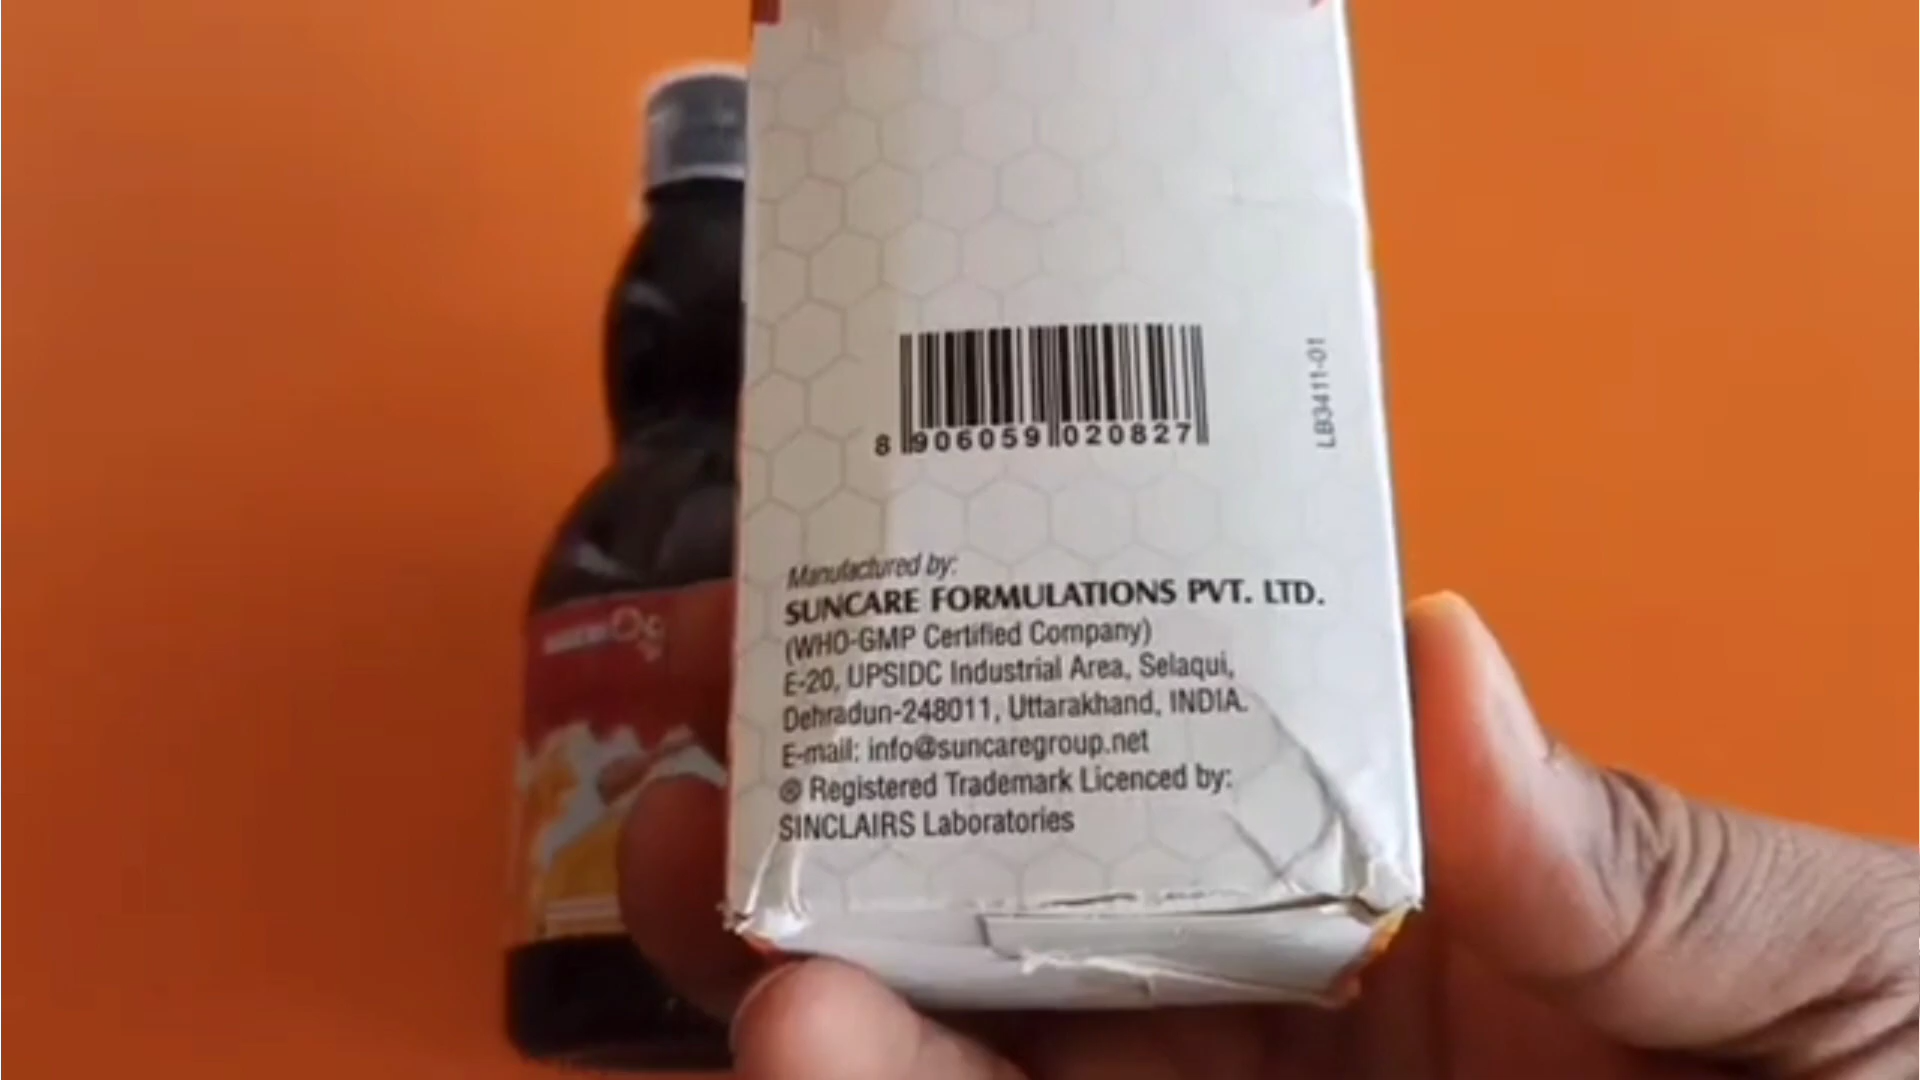 8 906059 020827
LB3411-01
Manufactured by:
SUNCARE FORMULATIONS PVT. LTD.
(WHO-GMP Certified Company)
E-20, UPSIDC Industrial Area, Selaqui,
Dehradun-248011, Uttarakhand, INDIA.
E-mail: info@suncaregroup.net
® Registered Trademark Licenced by:
SINCLAIRS Laboratories